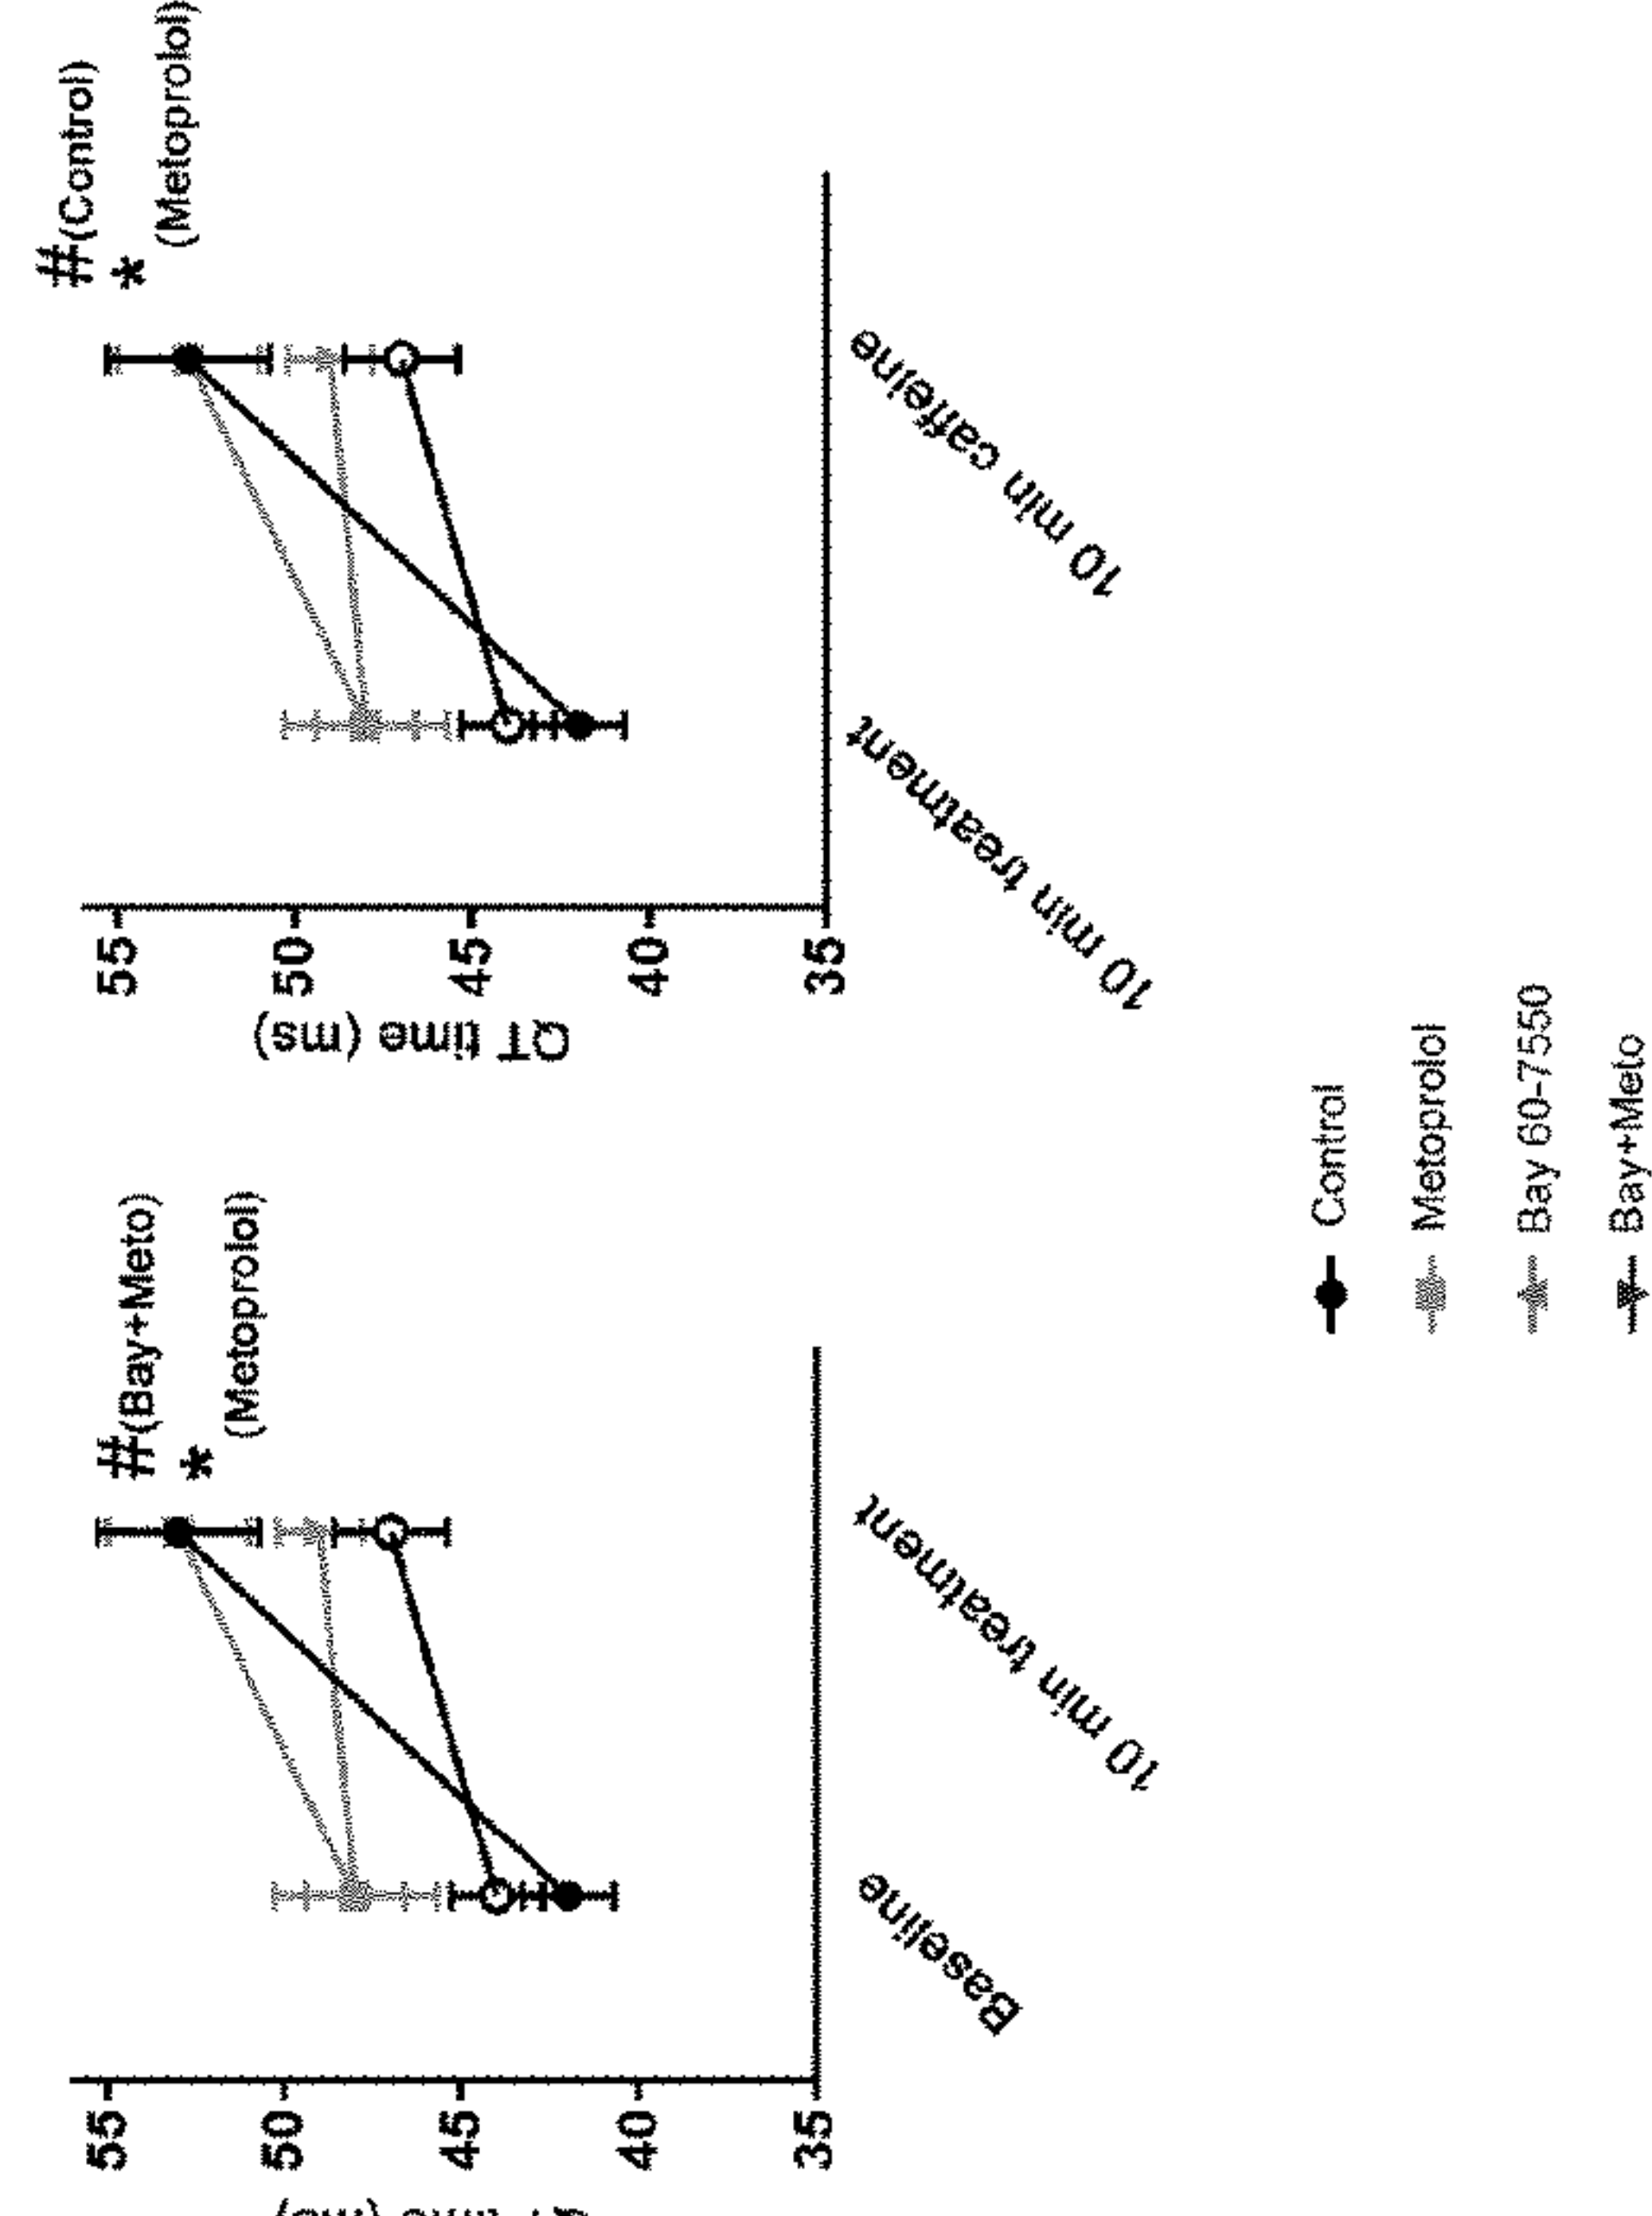 #(Bay+Meto)
*
(Metoprolol)
55
50
45
40
35
Baseline
10 min treatment
#(Control)
*
(Metoprolol)
QT time (ms)
55
50
45
40
35
10 min treatment
10 min caffeine
Control
Metoprolol
Bay 60-7550
Bay+Meto